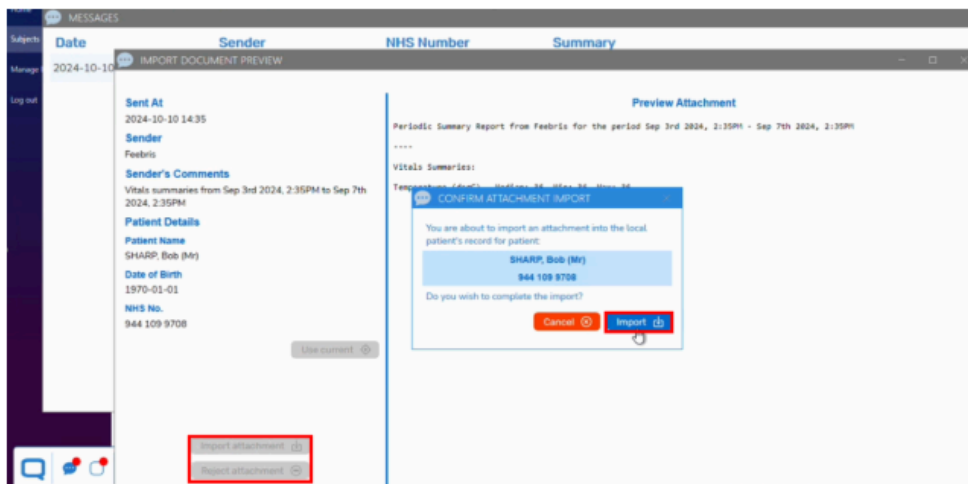 Home
MESSAGES
Subjects
Date Sender NHS Number Summary
Manage
2024-10-10
IMPORT DOCUMENT PREVIEW
Log out
Sent At
2024-10-10 14:35
Sender
Feebris
Sender's Comments
Vitals summaries from Sep 3rd 2024, 2:35PM to Sep 7th
2024, 2:35PM
Patient Details
Patient Name
SHARP, Bob (Mr)
Date of Birth
1970-01-01
NHS No.
944 109 9708
Use current
Import attachment
Reject attachment
Preview Attachment
Periodic Summary Report from Feebris for the period Sep 3rd 2024, 2:35PM - Sep 7th 2024, 2:35PM
----
Vitals Summaries:
CONFIRM ATTACHMENT IMPORT
You are about to import an attachment into the local
patient's record for patient:
SHARP, Bob (Mr)
944 109 9708
Do you wish to complete the import?
Cancel Import